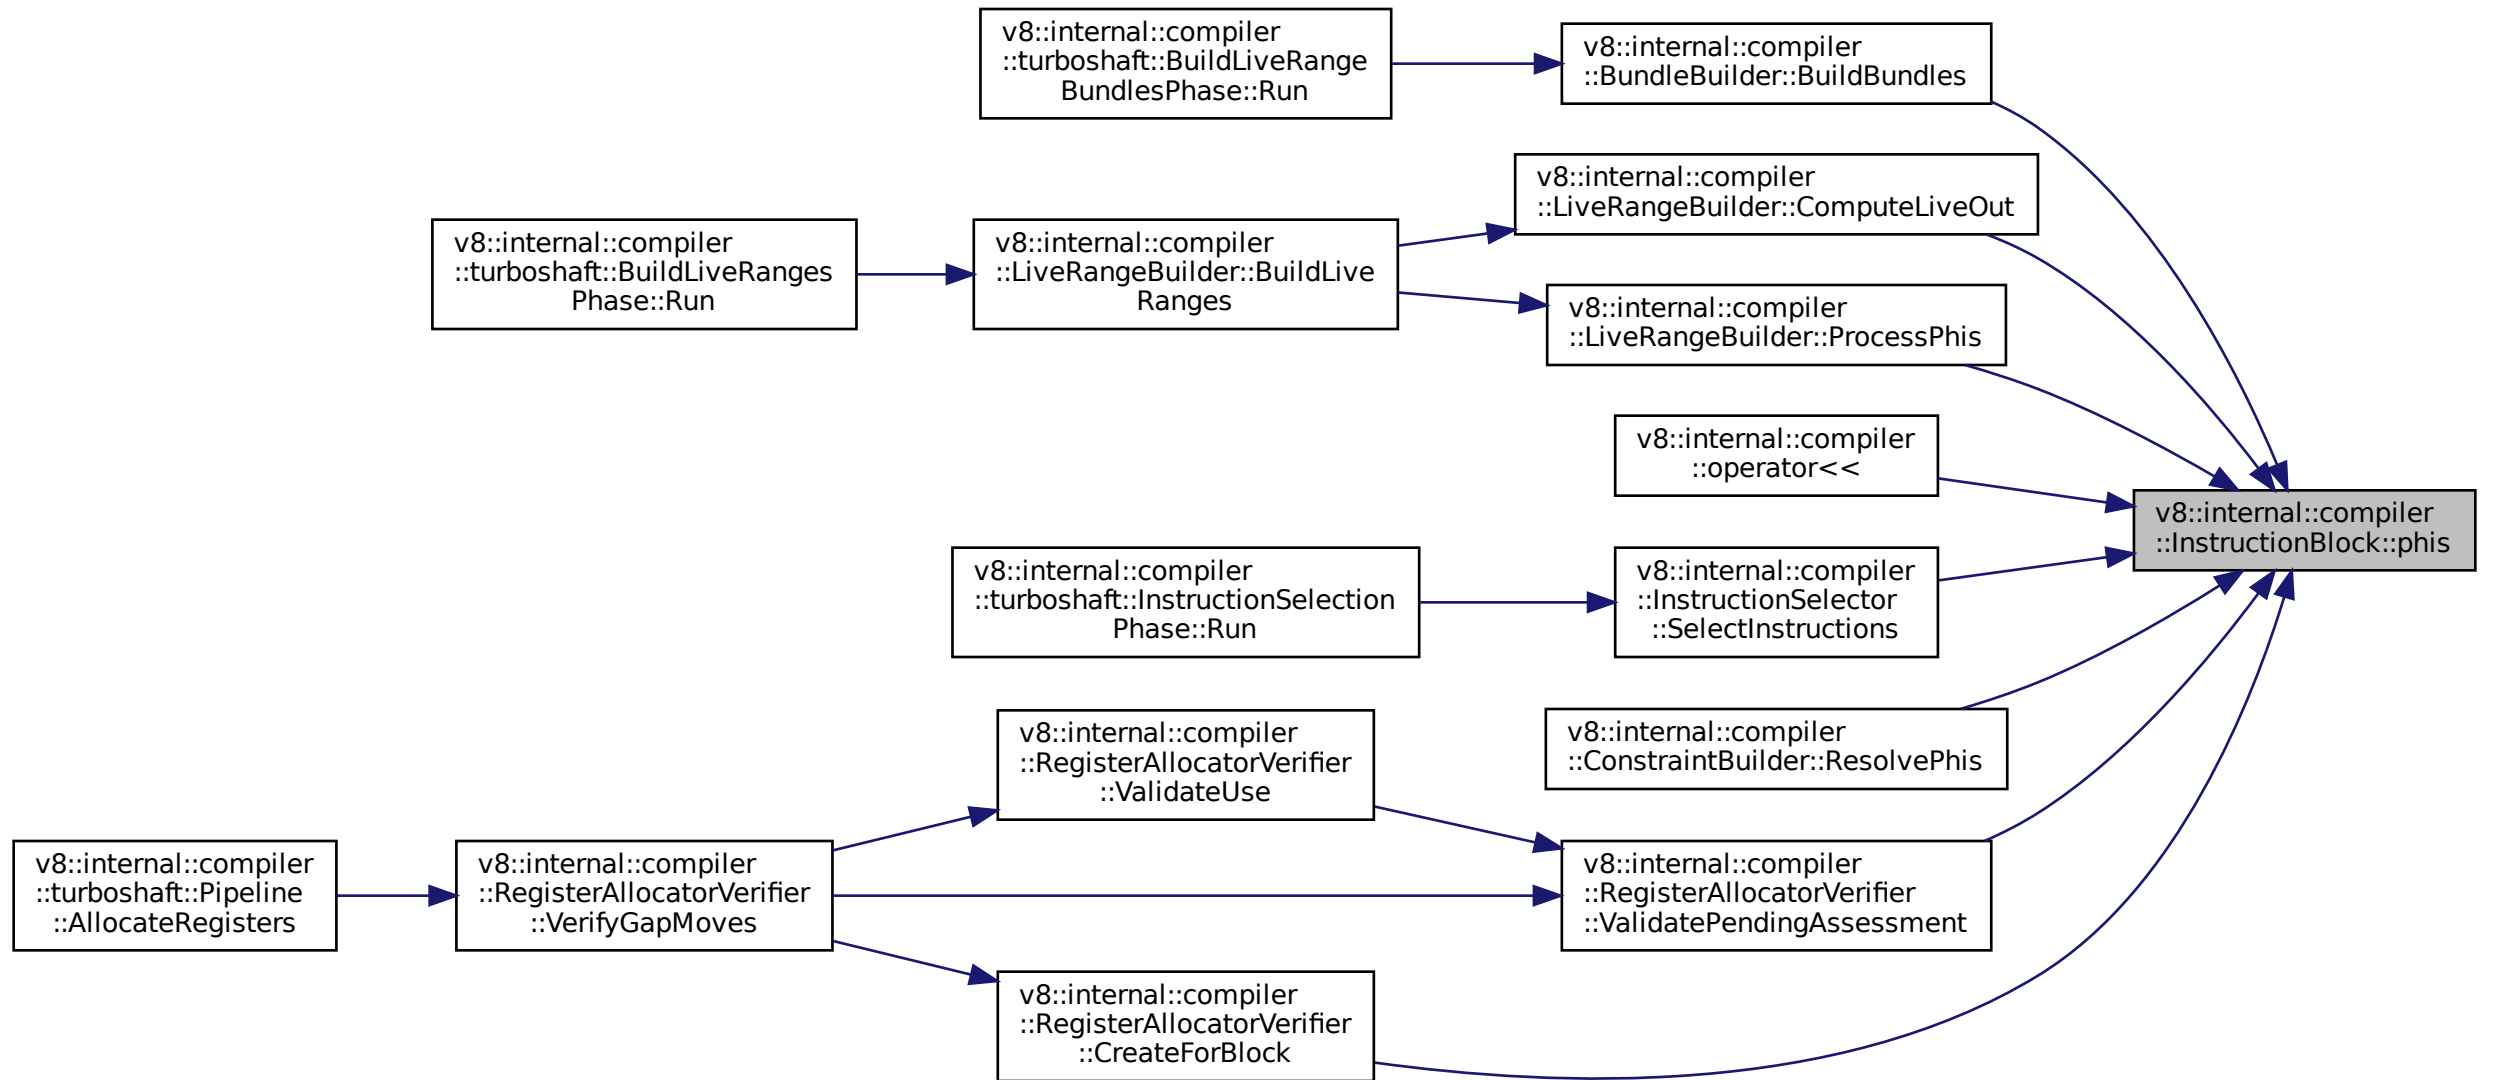 v8::internal::compiler
::turboshaft::BuildLiveRange
BundlesPhase::Run
v8::internal::compiler
::BundleBuilder::BuildBundles
v8::internal::compiler
::LiveRangeBuilder::ComputeLiveOut
v8::internal::compiler
::turboshaft::BuildLiveRanges
Phase::Run
v8::internal::compiler
::LiveRangeBuilder::BuildLive
Ranges
v8::internal::compiler
::LiveRangeBuilder::ProcessPhis
v8::internal::compiler
::operator<<
v8::internal::compiler
::InstructionBlock::phis
v8::internal::compiler
::turboshaft::InstructionSelection
Phase::Run
v8::internal::compiler
::InstructionSelector
::SelectInstructions
v8::internal::compiler
::ConstraintBuilder::ResolvePhis
v8::internal::compiler
::RegisterAllocatorVerifier
::ValidateUse
v8::internal::compiler
::turboshaft::Pipeline
::AllocateRegisters
v8::internal::compiler
::RegisterAllocatorVerifier
::VerifyGapMoves
v8::internal::compiler
::RegisterAllocatorVerifier
::ValidatePendingAssessment
v8::internal::compiler
::RegisterAllocatorVerifier
::CreateForBlock